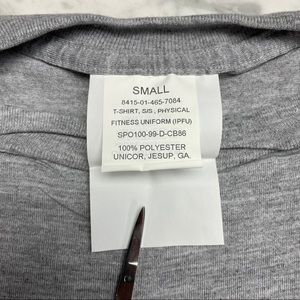 SMALL
8415-01-465-7084
T-SHIRT, S/S, PHYSICAL
FITNESS UNIFORM (IPFU)
SPO100-99-D-CB86
100% POLYESTER
UNICOR, JESUP, GA.